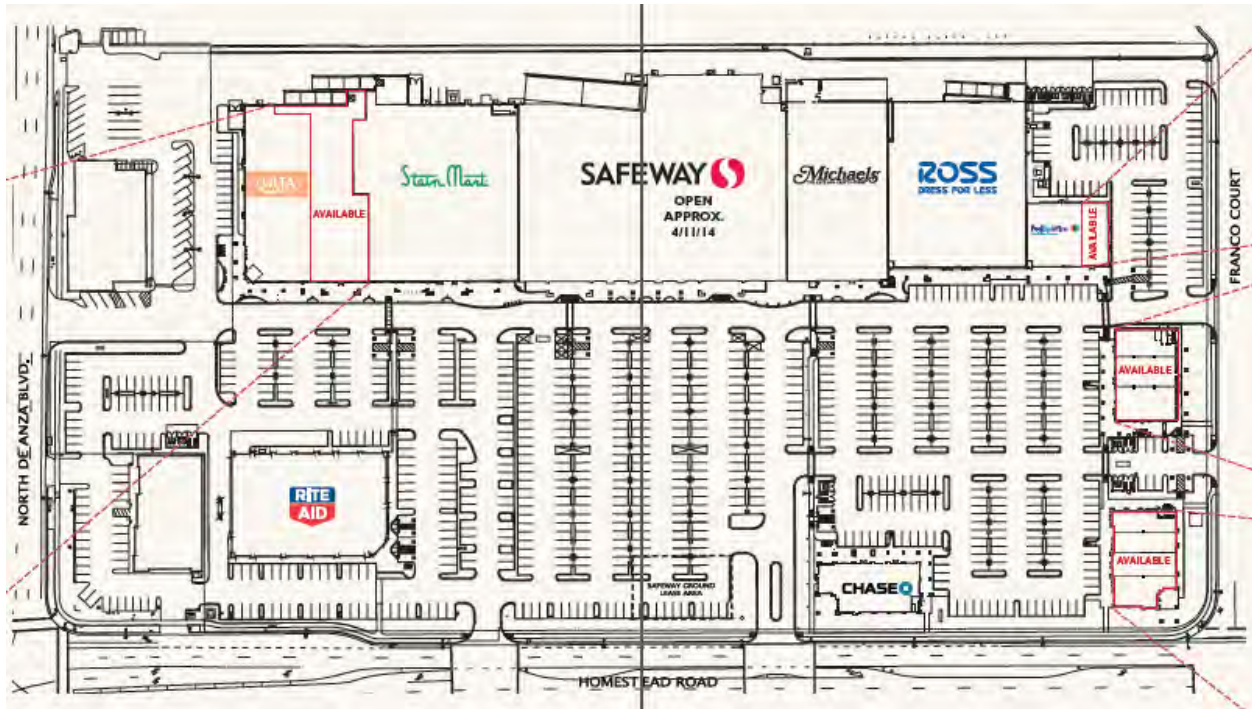 ULTA
AVAILABLE
Stein Mart
SAFEWAY
OPEN
APPROX.
4/11/14
Michaels
ROSS
DRESS FOR LESS
AVAILABLE
FRANCO COURT
AVAILABLE
NORTH DE ANZA BLVD.
RITE
AID
AVAILABLE
SAFEWAY GROUND
LEASE AREA
CHASE
HOMESTEAD ROAD